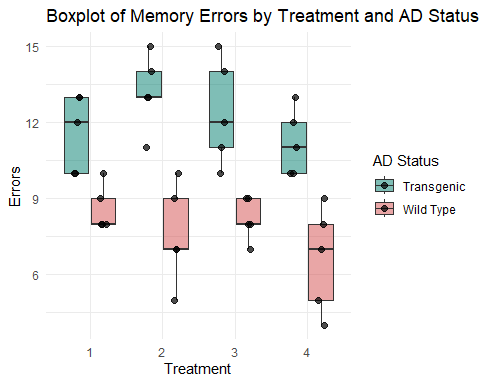 Boxplot of Memory Errors by Treatment and AD Status
15
12
9
6
Errors
1 2 3 4
Treatment
AD Status
Transgenic
Wild Type